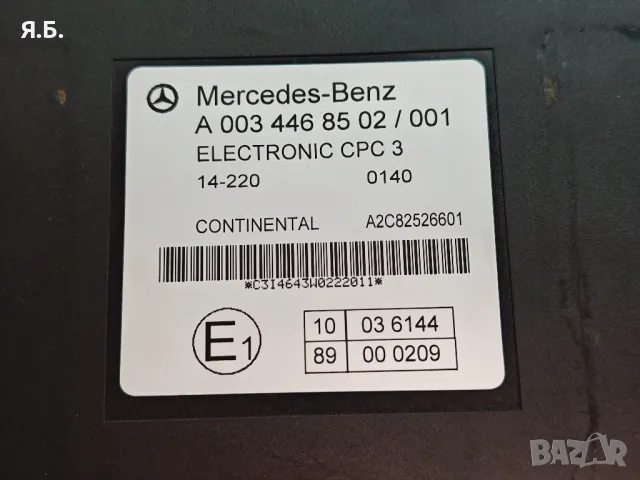 Я.Б.
Mercedes-Benz
A 003 446 85 02 / 001
ELECTRONIC CPC 3
14-220 0140
CONTINENTAL A2C82526601
*C3I4643W0222011*
E1
10 03 6144
89 00 0209
BAZAR